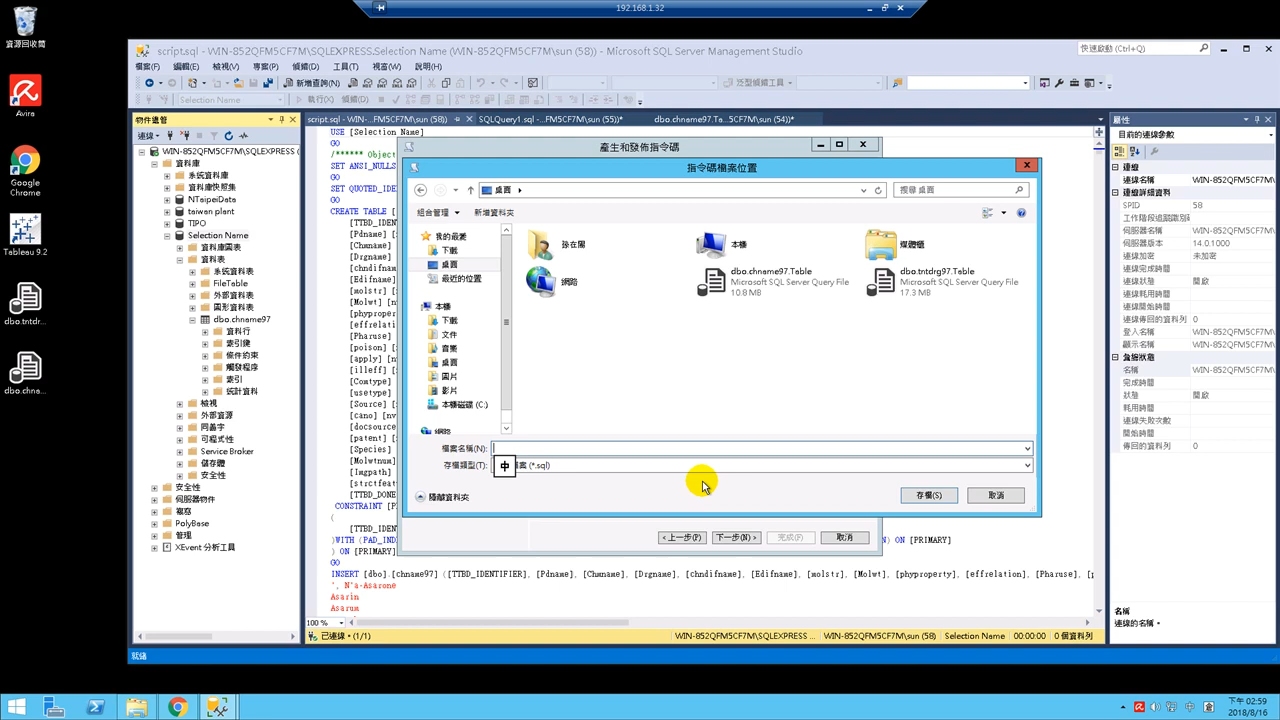 192.168.1.32
資源回收筒
Avira
Google
Chrome
Tableau 9.2
dbo.tntdr...
dbo.chna...
script.sql - WIN-852QFM5CF7M\SQLEXPRESS.Selection Name (WIN-852QFM5CF7M\sun (58)) - Microsoft SQL Server Management Studio
快速啟動 (Ctrl+Q)
檔案(F) 編輯(E) 檢視(V) 專案(P) 偵錯(D) 工具(T) 視窗(W) 說明(H)
新增查詢(N)
泛型偵錯工具
Selection Name
執行(X) 偵錯(D)
物件總管
連線
WIN-852QFM5CF7M\SQLEXPRESS (
資料庫
系統資料庫
資料庫快照集
NTaipeiData
taiwan plant
TIPO
Selection Name
資料庫圖表
資料表
系統資料表
FileTable
外部資料表
圖形資料表
dbo.chname97
資料行
索引鍵
條件約束
觸發程序
索引
統計資料
檢視
外部資源
同義字
可程式性
Service Broker
儲存體
安全性
安全性
伺服器物件
複寫
PolyBase
管理
XEvent 分析工具
script.sql - WIN-...FM5CF7M\sun (58))
SQLQuery1.sql -...FM5CF7M\sun (55))*
dbo.chname97.Ta...5CF7M\sun (54))*
USE [Selection Name]
GO
/****** Objec
SET ANSI_NULLS
GO
SET QUOTED_IDE
GO
CREATE TABLE [
[TTBD_IDEN
[Pdname] [
[Chmname]
[Drgname]
[chndifnam
[Edifname]
[molstr] [
[Molwt] [n
[phyproper
[effrelati
[Pharuse]
[poison] [
[apply] [n
[illeff] [
[Comtype]
[usetype]
[Source] [
[cano] [nv
[docsource
[patent] [
[Species]
[Molwtnum]
[Imgpath]
[strctfeat
[TTBD_DONE
CONSTRAINT [P
(
[TTBD_IDEN
)WITH (PAD_IND
) ON [PRIMARY]
) ON [PRIMARY]
GO
INSERT [dbo].[chname97] ([TTBD_IDENTIFIER], [Pdname], [Chmname], [Drgname], [chndifname], [Edifname], [molstr], [Molwt], [phyproperty], [effrelation], [Pharuse], [p
', N'a-Asarone
Asarin
Asarum
100 %
已連線。(1/1)
WIN-852QFM5CF7M\SQLEXPRESS ...
WIN-852QFM5CF7M\sun (58)
Selection Name
00:00:00
0 個資料列
就緒
產生和發佈指令碼
< 上一步(P)
下一步(N) >
完成(F)
取消
指令碼檔案位置
桌面
搜尋 桌面
組合管理
新增資料夾
我的最愛
下載
桌面
最近的位置
本機
下載
文件
音樂
桌面
圖片
影片
本機磁碟 (C:)
網路
孫在鬧
本機
媒體櫃
網路
dbo.chname97.Table
Microsoft SQL Server Query File
10.8 MB
dbo.tntdrg97.Table
Microsoft SQL Server Query File
17.3 MB
檔案名稱(N):
存檔類型(T):
檔案 (*.sql)
中
隱藏資料夾
存檔(S)
取消
屬性
目前的連線參數
連線
連線名稱 WIN-852QFM5CF7M\
連線詳細資料
SPID 58
工作階段追蹤識別
伺服器名稱 WIN-852QFM5CF7M\
伺服器版本 14.0.1000
連線加密 未加密
連線完成時間
連線狀態 開啟
連線耗用時間
連線開始時間
連線傳回的資料列 0
登入名稱 WIN-852QFM5CF7M\
顯示名稱 WIN-852QFM5CF7M\
彙總狀態
名稱 WIN-852QFM5CF7M\
完成時間
狀態 開啟
耗用時間
連線失敗次數
開始時間
傳回的資料列 0
名稱
連線的名稱。
下午 02:59
2018/8/16